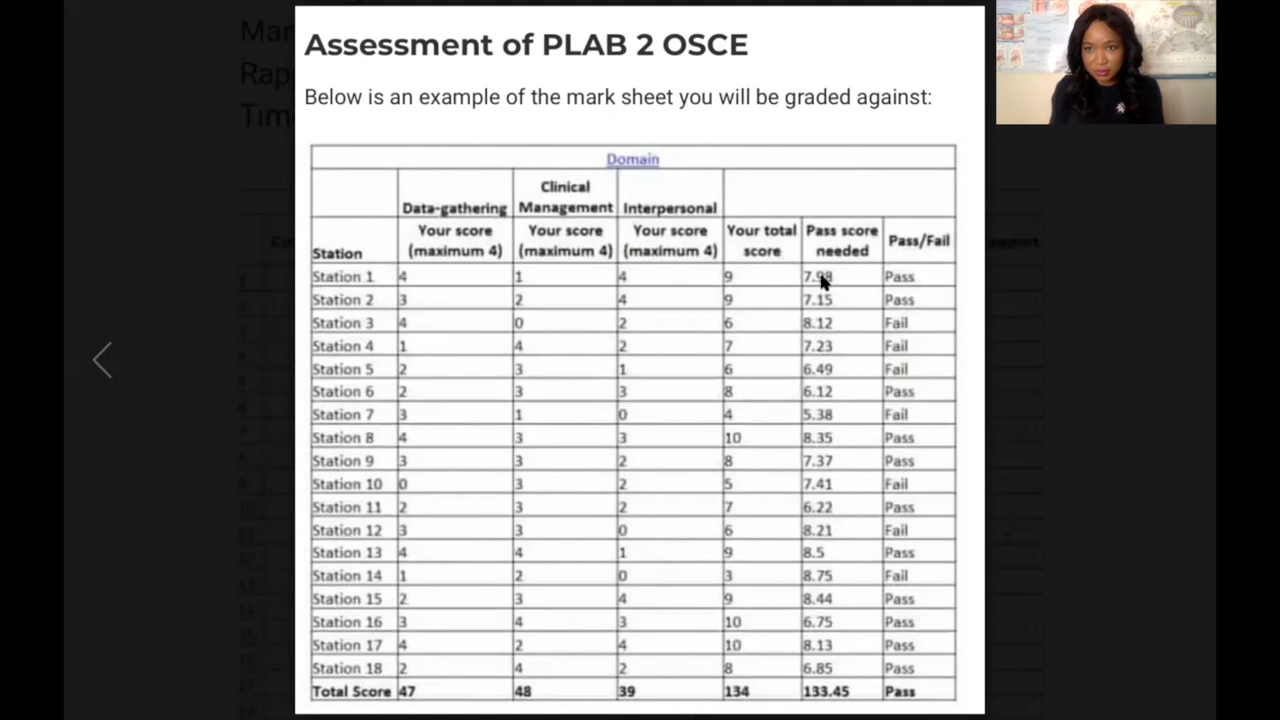 Assessment of PLAB 2 OSCE
Below is an example of the mark sheet you will be graded against:
Domain
Data-gathering Clinical Management Interpersonal
Station Your score (maximum 4) Your score (maximum 4) Your score (maximum 4) Your total score Pass score needed Pass/Fail
Station 1 4 1 4 9 7.98 Pass
Station 2 3 2 4 9 7.15 Pass
Station 3 4 0 2 6 8.12 Fail
Station 4 1 4 2 7 7.23 Fail
Station 5 2 3 1 6 6.49 Fail
Station 6 2 3 3 8 6.12 Pass
Station 7 3 1 0 4 5.38 Fail
Station 8 4 3 3 10 8.35 Pass
Station 9 3 3 2 8 7.37 Pass
Station 10 0 3 2 5 7.41 Fail
Station 11 2 3 2 7 6.22 Pass
Station 12 3 3 0 6 8.21 Fail
Station 13 4 4 1 9 8.5 Pass
Station 14 1 2 0 3 8.75 Fail
Station 15 2 3 4 9 8.44 Pass
Station 16 3 4 3 10 6.75 Pass
Station 17 4 2 4 10 8.13 Pass
Station 18 2 4 2 8 6.85 Pass
Total Score 47 48 39 134 133.45 Pass